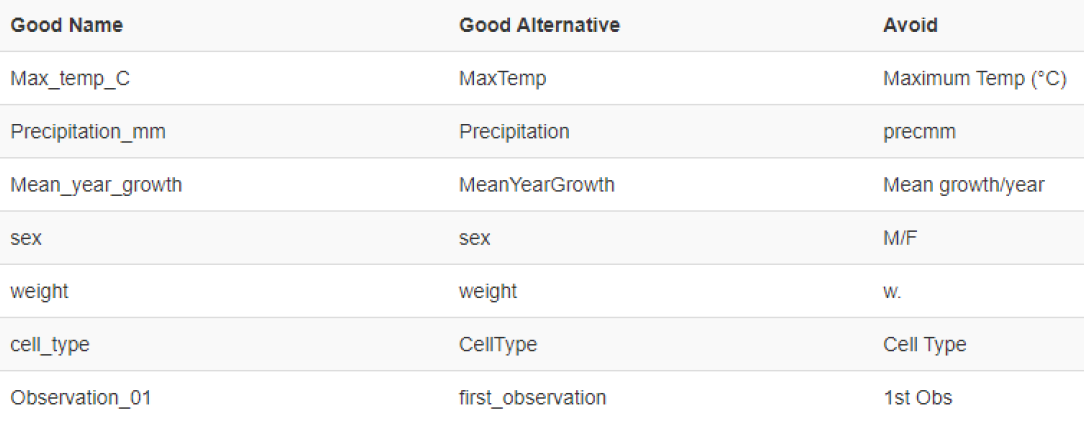 Good Name Good Alternative Avoid
Max_temp_C MaxTemp Maximum Temp (°C)
Precipitation_mm Precipitation precmm
Mean_year_growth MeanYearGrowth Mean growth/year
sex sex M/F
weight weight w.
cell_type CellType Cell Type
Observation_01 first_observation 1st Obs